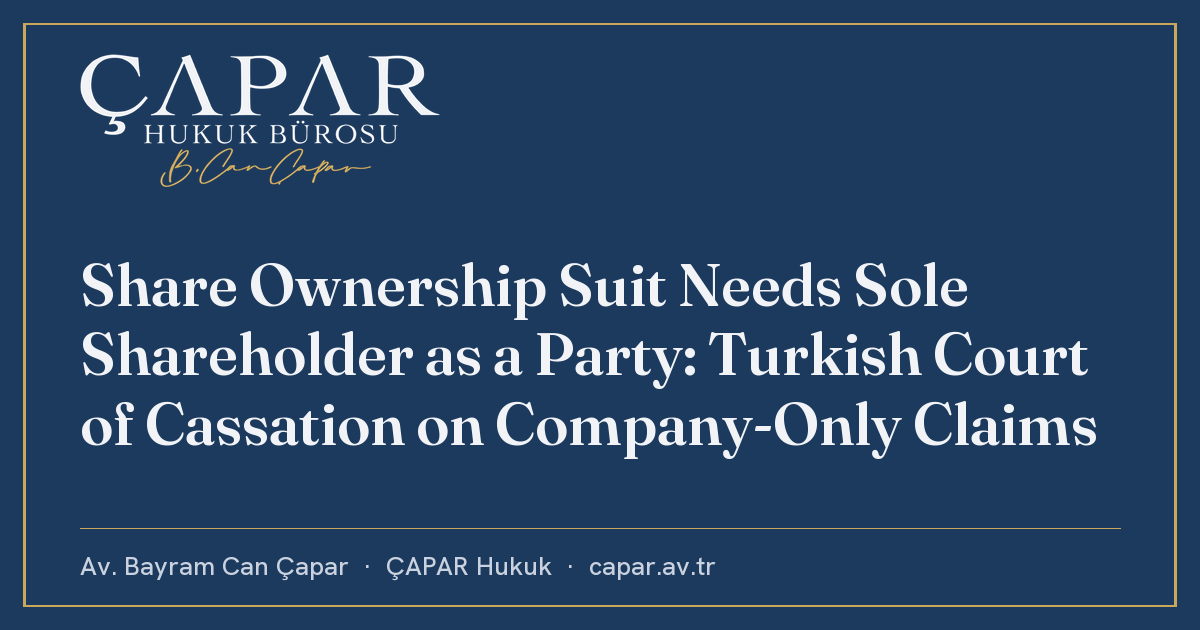 ÇAPAR
HUKUK BÜROSU
B.Can Çapar
Share Ownership Suit Needs Sole
Shareholder as a Party: Turkish Court
of Cassation on Company-Only Claims
Av. Bayram Can Çapar · ÇAPAR Hukuk · capar.av.tr